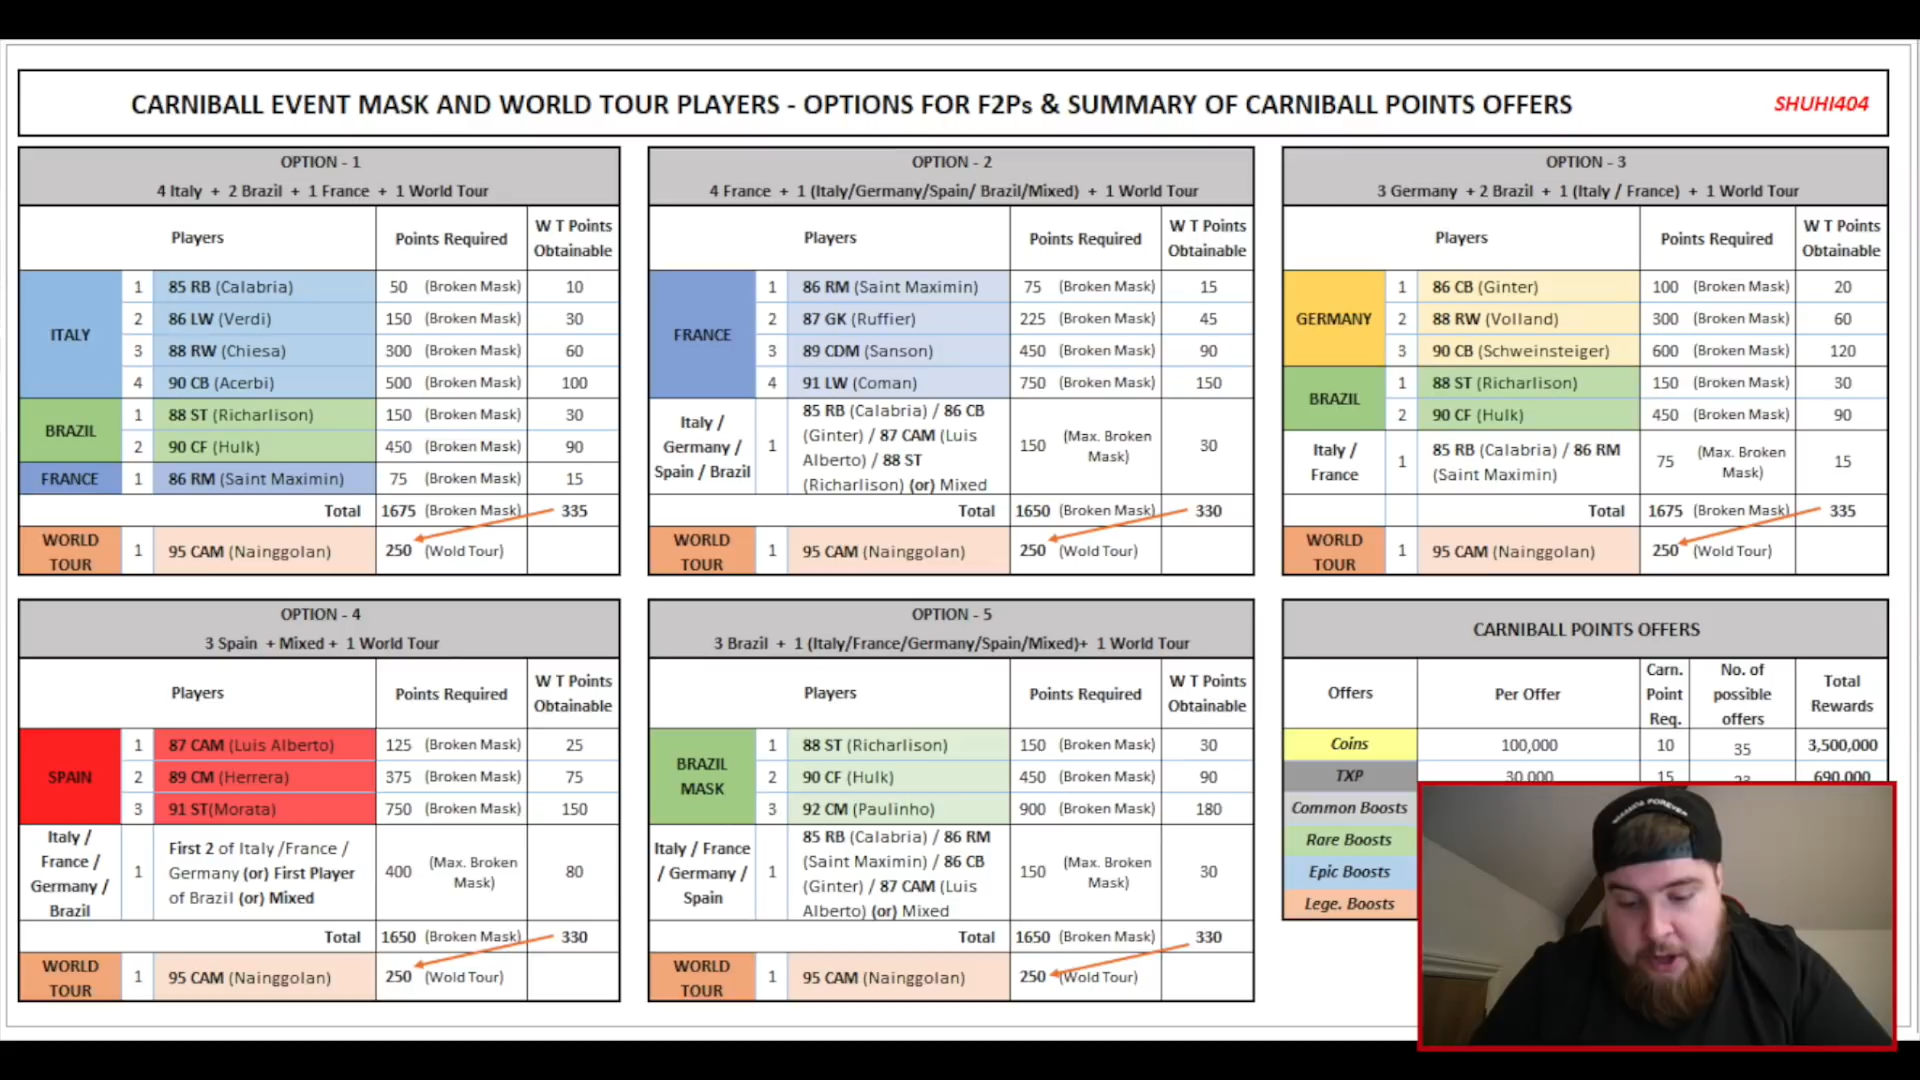 CARNIBALL EVENT MASK AND WORLD TOUR PLAYERS - OPTIONS FOR F2Ps & SUMMARY OF CARNIBALL POINTS OFFERS SHUHI404
OPTION - 1
4 Italy + 2 Brazil + 1 France + 1 World Tour
Players Points Required W T Points Obtainable
ITALY
1 85 RB (Calabria) 50 (Broken Mask) 10
2 86 LW (Verdi) 150 (Broken Mask) 30
3 88 RW (Chiesa) 300 (Broken Mask) 60
4 90 CB (Acerbi) 500 (Broken Mask) 100
BRAZIL
1 88 ST (Richarlison) 150 (Broken Mask) 30
2 90 CF (Hulk) 450 (Broken Mask) 90
FRANCE 1 86 RM (Saint Maximin) 75 (Broken Mask) 15
Total 1675 (Broken Mask) 335
WORLD TOUR 1 95 CAM (Nainggolan) 250 (Wold Tour)
OPTION - 2
4 France + 1 (Italy/Germany/Spain/ Brazil/Mixed) + 1 World Tour
Players Points Required W T Points Obtainable
FRANCE
1 86 RM (Saint Maximin) 75 (Broken Mask) 15
2 87 GK (Ruffier) 225 (Broken Mask) 45
3 89 CDM (Sanson) 450 (Broken Mask) 90
4 91 LW (Coman) 750 (Broken Mask) 150
Italy / Germany / Spain / Brazil 1
85 RB (Calabria) / 86 CB
(Ginter) / 87 CAM (Luis
Alberto) / 88 ST
(Richarlison) (or) Mixed
150 (Max. Broken Mask) 30
Total 1650 (Broken Mask) 330
WORLD TOUR 1 95 CAM (Nainggolan) 250 (Wold Tour)
OPTION - 3
3 Germany + 2 Brazil + 1 (Italy / France) + 1 World Tour
Players Points Required W T Points Obtainable
GERMANY
1 86 CB (Ginter) 100 (Broken Mask) 20
2 88 RW (Volland) 300 (Broken Mask) 60
3 90 CB (Schweinsteiger) 600 (Broken Mask) 120
BRAZIL
1 88 ST (Richarlison) 150 (Broken Mask) 30
2 90 CF (Hulk) 450 (Broken Mask) 90
Italy / France 1
85 RB (Calabria) / 86 RM
(Saint Maximin)
75 (Max. Broken Mask) 15
Total 1675 (Broken Mask) 335
WORLD TOUR 1 95 CAM (Nainggolan) 250 (Wold Tour)
OPTION - 4
3 Spain + Mixed + 1 World Tour
Players Points Required W T Points Obtainable
SPAIN
1 87 CAM (Luis Alberto) 125 (Broken Mask) 25
2 89 CM (Herrera) 375 (Broken Mask) 75
3 91 ST(Morata) 750 (Broken Mask) 150
Italy / France / Germany / Brazil 1
First 2 of Italy /France /
Germany (or) First Player
of Brazil (or) Mixed
400 (Max. Broken Mask) 80
Total 1650 (Broken Mask) 330
WORLD TOUR 1 95 CAM (Nainggolan) 250 (Wold Tour)
OPTION - 5
3 Brazil + 1 (Italy/France/Germany/Spain/Mixed)+ 1 World Tour
Players Points Required W T Points Obtainable
BRAZIL MASK
1 88 ST (Richarlison) 150 (Broken Mask) 30
2 90 CF (Hulk) 450 (Broken Mask) 90
3 92 CM (Paulinho) 900 (Broken Mask) 180
Italy / France / Germany / Spain 1
85 RB (Calabria) / 86 RM
(Saint Maximin) / 86 CB
(Ginter) / 87 CAM (Luis
Alberto) (or) Mixed
150 (Max. Broken Mask) 30
Total 1650 (Broken Mask) 330
WORLD TOUR 1 95 CAM (Nainggolan) 250 (Wold Tour)
CARNIBALL POINTS OFFERS
Offers Per Offer Carn. Point Req. No. of possible offers Total Rewards
Coins 100,000 10 35 3,500,000
TXP 30,000 15 23 690,000
Common Boosts
Rare Boosts
Epic Boosts
Lege. Boosts
FOREVER